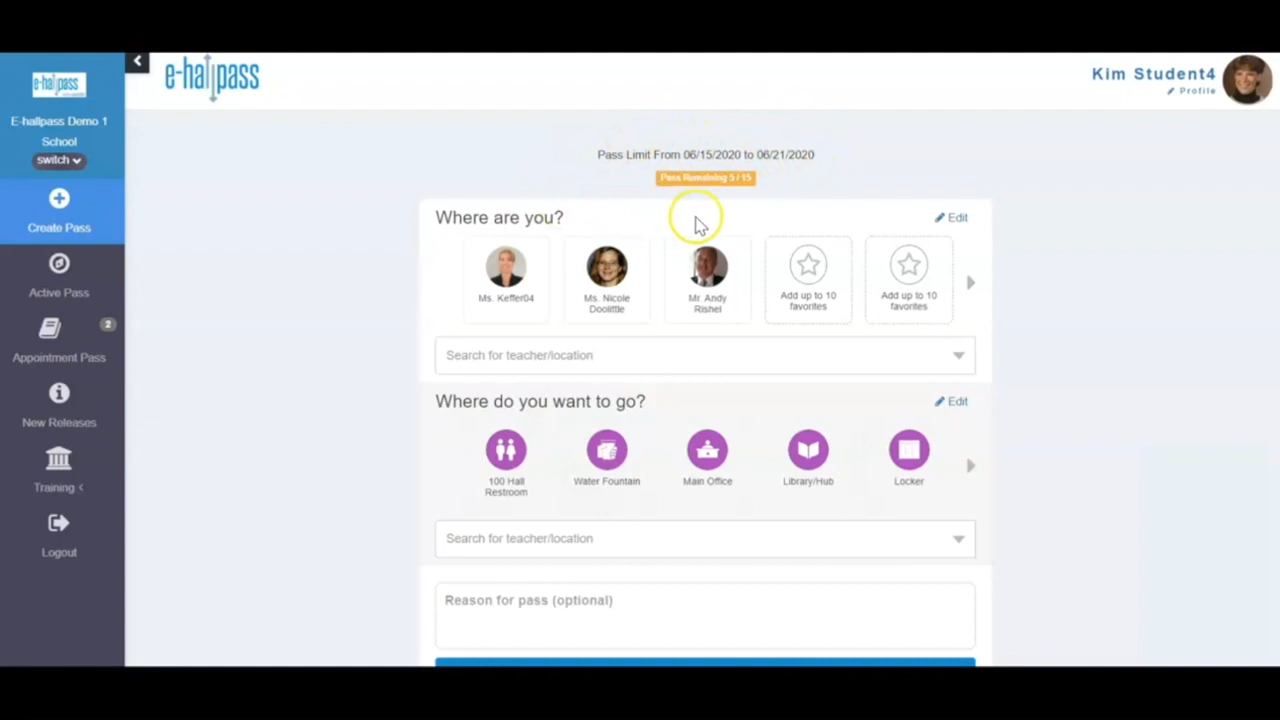 e-hallpass
E-hallpass Demo 1
School
switch
Create Pass
Active Pass
2
Appointment Pass
New Releases
Training
Logout
e-hallpass
Kim Student4
Profile
Pass Limit From 06/15/2020 to 06/21/2020
Pass Remaining 5 / 15
Where are you?
Edit
Ms. Keffer04
Ms. Nicole
Doolittle
Mr. Andy
Rishel
Add up to 10
favorites
Add up to 10
favorites
Search for teacher/location
Where do you want to go?
Edit
100 Hall
Restroom
Water Fountain
Main Office
Library/Hub
Locker
Search for teacher/location
Reason for pass (optional)